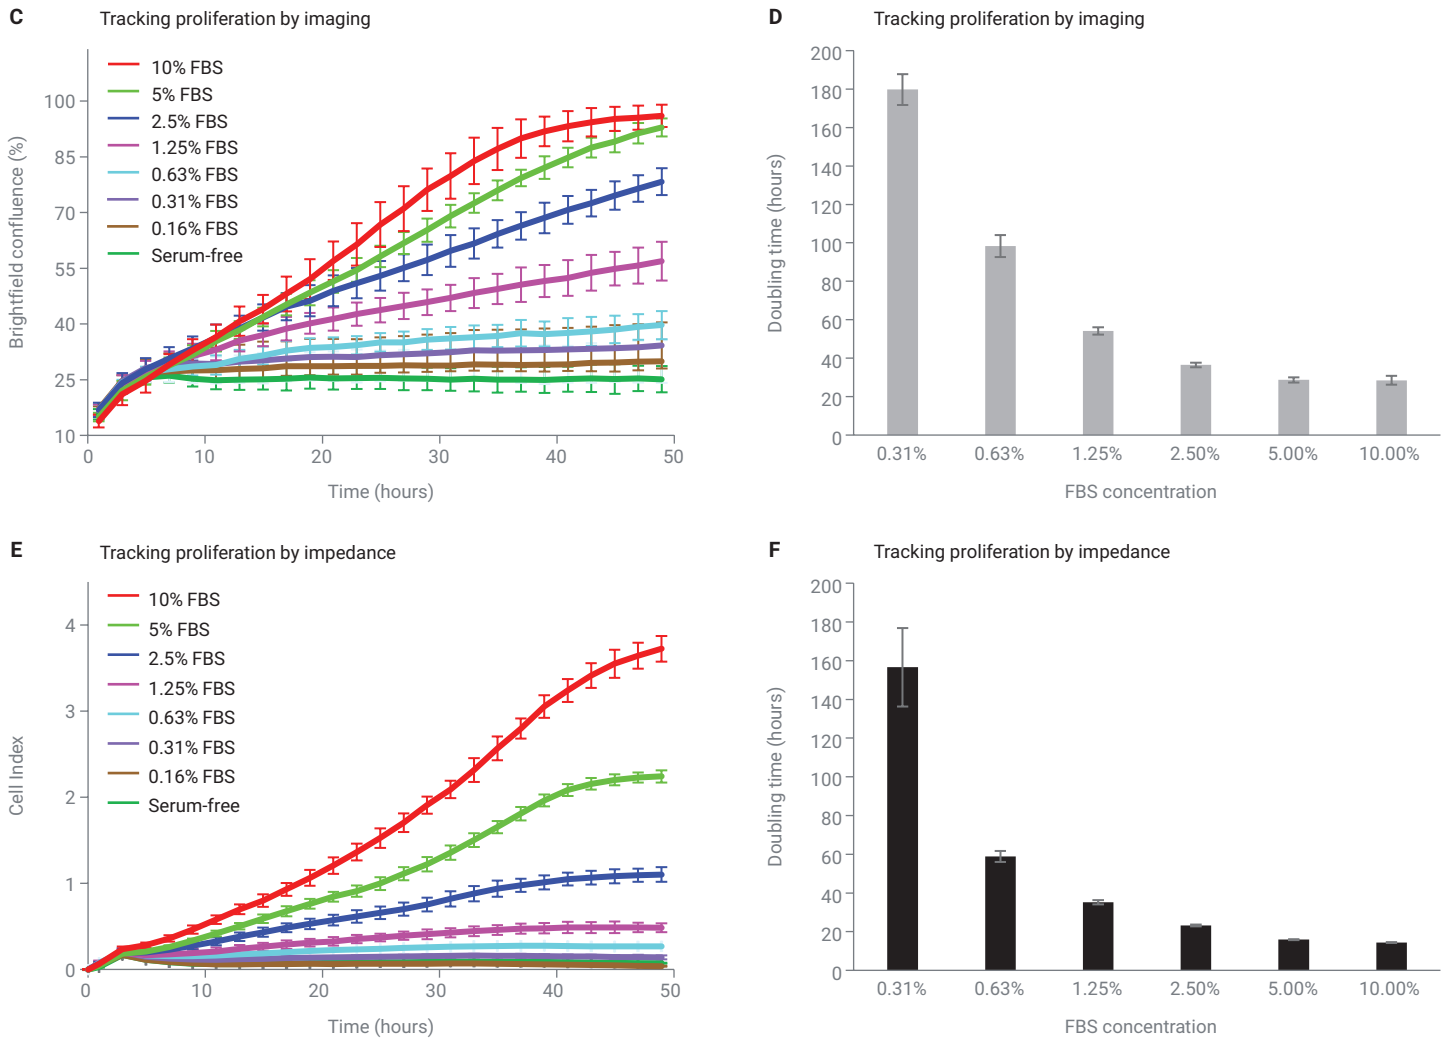 C Tracking proliferation by imaging
Brightfield confluence (%)
100
85
70
55
40
25
10
10% FBS
5% FBS
2.5% FBS
1.25% FBS
0.63% FBS
0.31% FBS
0.16% FBS
Serum-free
0 10 20 30 40 50
Time (hours)
D Tracking proliferation by imaging
Doubling time (hours)
200
180
160
140
120
100
80
60
40
20
0
0.31% 0.63% 1.25% 2.50% 5.00% 10.00%
FBS concentration
E Tracking proliferation by impedance
Cell Index
4
3
2
1
0
10% FBS
5% FBS
2.5% FBS
1.25% FBS
0.63% FBS
0.31% FBS
0.16% FBS
Serum-free
0 10 20 30 40 50
Time (hours)
F Tracking proliferation by impedance
Doubling time (hours)
200
180
160
140
120
100
80
60
40
20
0
0.31% 0.63% 1.25% 2.50% 5.00% 10.00%
FBS concentration